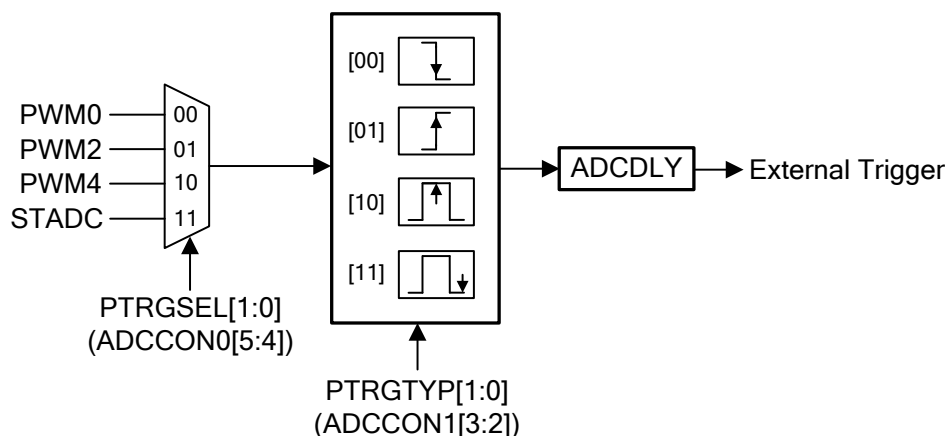 [00]
PWM0 00
[01]
PWM2 01
ADCDLY External Trigger
PWM4 10
[10]
STADC 11
[11]
PTRGSEL[1:0]
(ADCCON0[5:4])
PTRGTYP[1:0]
(ADCCON1[3:2])